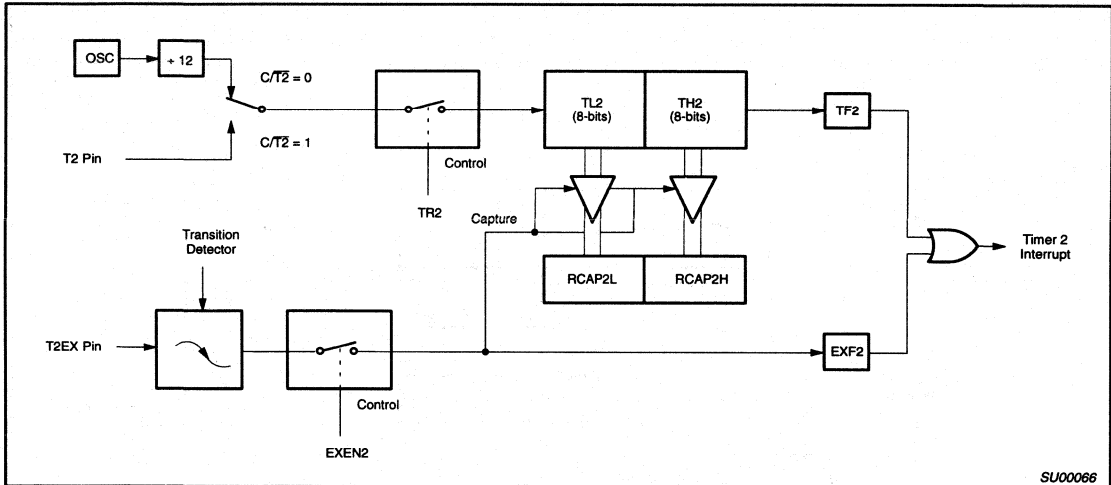 OSC
÷ 12
C/T2 = 0
C/T2 = 1
T2 Pin
Control
TR2
TL2
(8-bits)
TH2
(8-bits)
TF2
Capture
Transition
Detector
RCAP2L
RCAP2H
Timer 2
Interrupt
T2EX Pin
Control
EXEN2
EXF2
SU00066